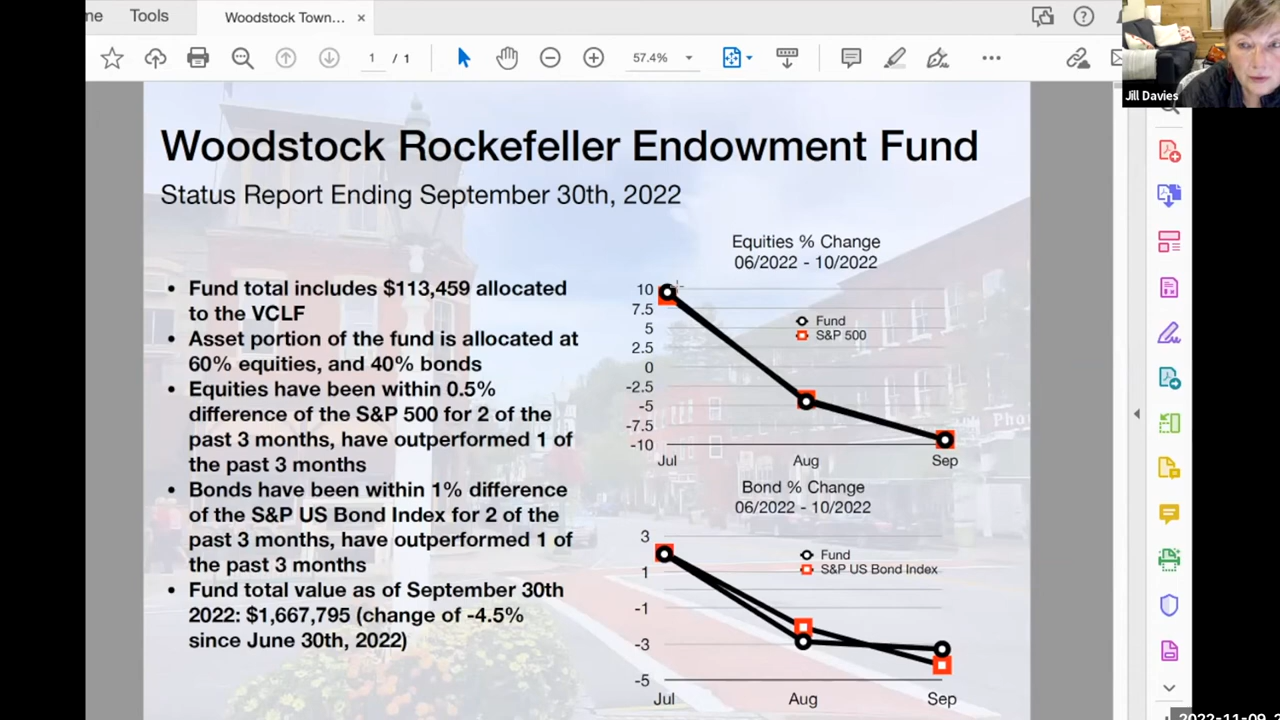 ne Tools Woodstock Town... ×
1 / 1 57.4%
Jill Davies
Woodstock Rockefeller Endowment Fund
Status Report Ending September 30th, 2022
• Fund total includes $113,459 allocated
to the VCLF
• Asset portion of the fund is allocated at
60% equities, and 40% bonds
• Equities have been within 0.5%
difference of the S&P 500 for 2 of the
past 3 months, have outperformed 1 of
the past 3 months
• Bonds have been within 1% difference
of the S&P US Bond Index for 2 of the
past 3 months, have outperformed 1 of
the past 3 months
• Fund total value as of September 30th
2022: $1,667,795 (change of -4.5%
since June 30th, 2022)
Equities % Change
06/2022 - 10/2022
10
7.5
5
2.5
0
-2.5
-5
-7.5
-10
Fund
S&P 500
Jul Aug Sep
Bond % Change
06/2022 - 10/2022
3
1
-1
-3
-5
Fund
S&P US Bond Index
Jul Aug Sep